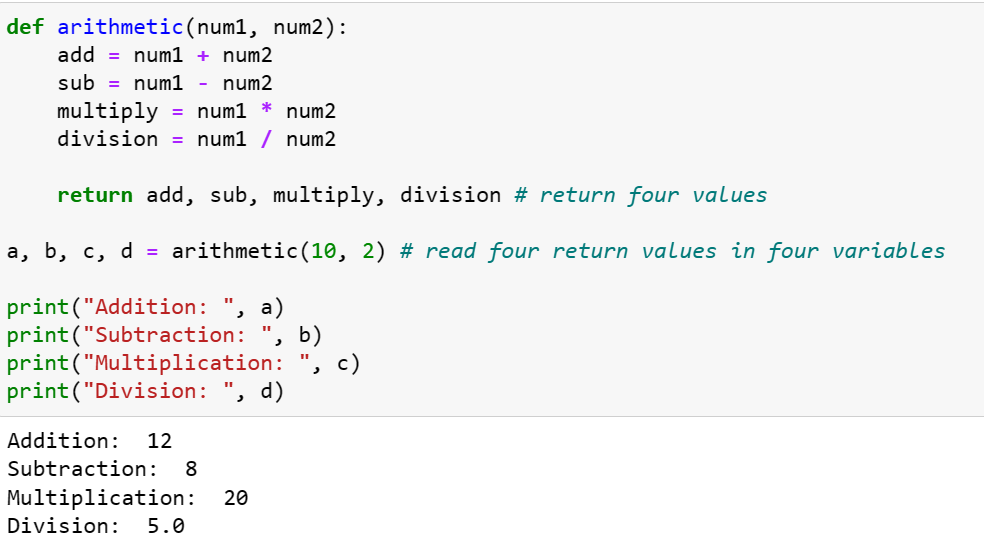 def arithmetic(num1, num2):
    add = num1 + num2
    sub = num1 - num2
    multiply = num1 * num2
    division = num1 / num2

    return add, sub, multiply, division # return four values

a, b, c, d = arithmetic(10, 2) # read four return values in four variables

print("Addition: ", a)
print("Subtraction: ", b)
print("Multiplication: ", c)
print("Division: ", d)

Addition:  12
Subtraction:  8
Multiplication:  20
Division:  5.0